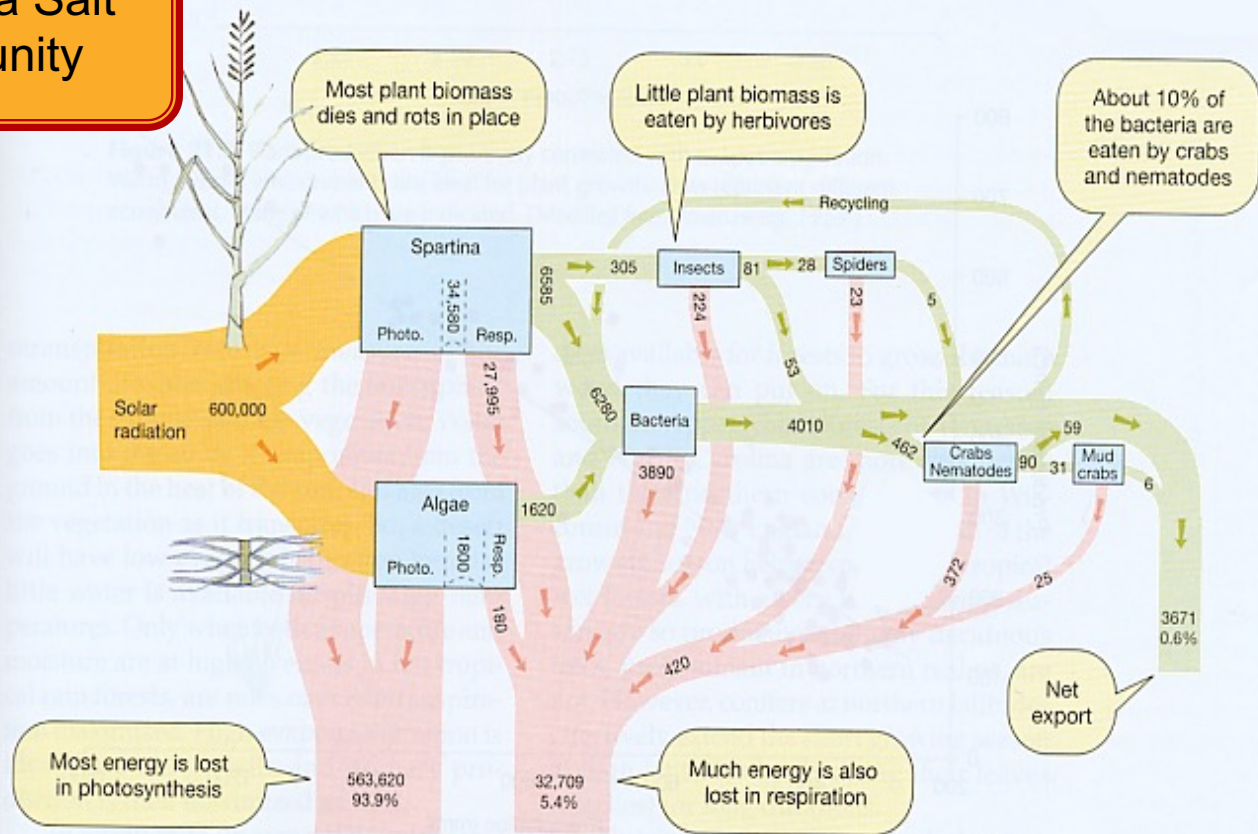 a Salt
unity
Most plant biomass
dies and rots in place
Little plant biomass is
eaten by herbivores
About 10% of
the bacteria are
eaten by crabs
and nematodes
Recycling
Spartina
34,580
Photo.
Resp.
6585
305
Insects
81
28
Spiders
5
224
23
53
27,995
Solar
radiation
600,000
6280
Bacteria
4010
462
Crabs
Nematodes
90
59
31
Mud
crabs
6
3890
Algae
1800
Photo.
Resp.
1620
180
372
25
420
3671
0.6%
Net
export
Most energy is lost
in photosynthesis
563,620
93.9%
32,709
5.4%
Much energy is also
lost in respiration